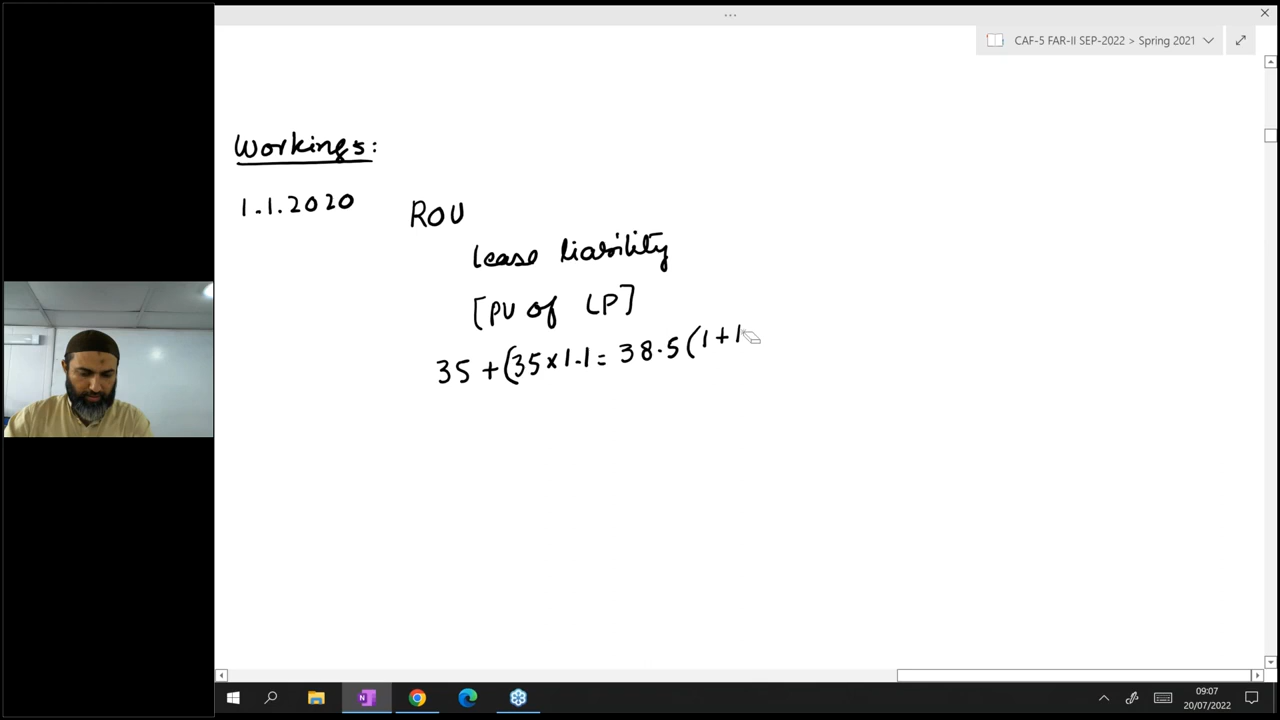 CAF-5 FAR-II SEP-2022 > Spring 2021
Workings:
1.1.2020
ROU
lease liability
[PV of LP]
35 + (35 x 1.1 = 38.5 (1 + 1
09:07
20/07/2022